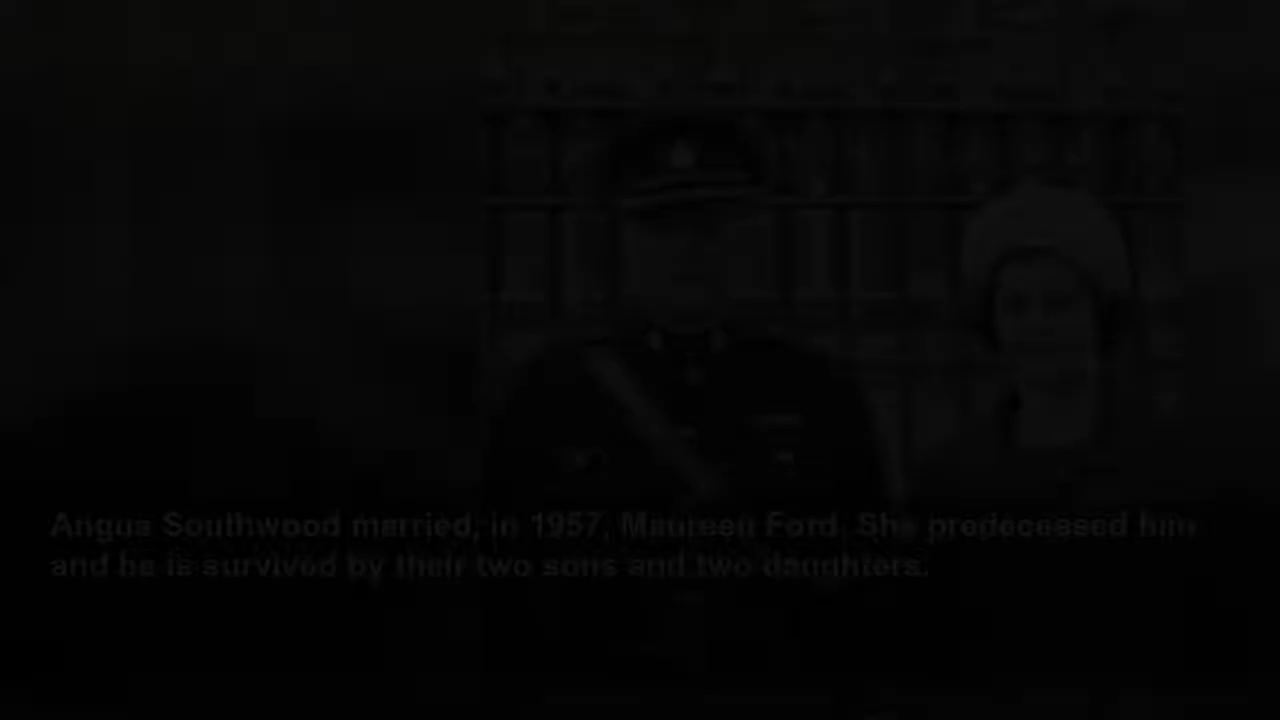 Angus Southwood married, in 1957, Maureen Ford. She predeceased him
and he is survived by their two sons and two daughters.